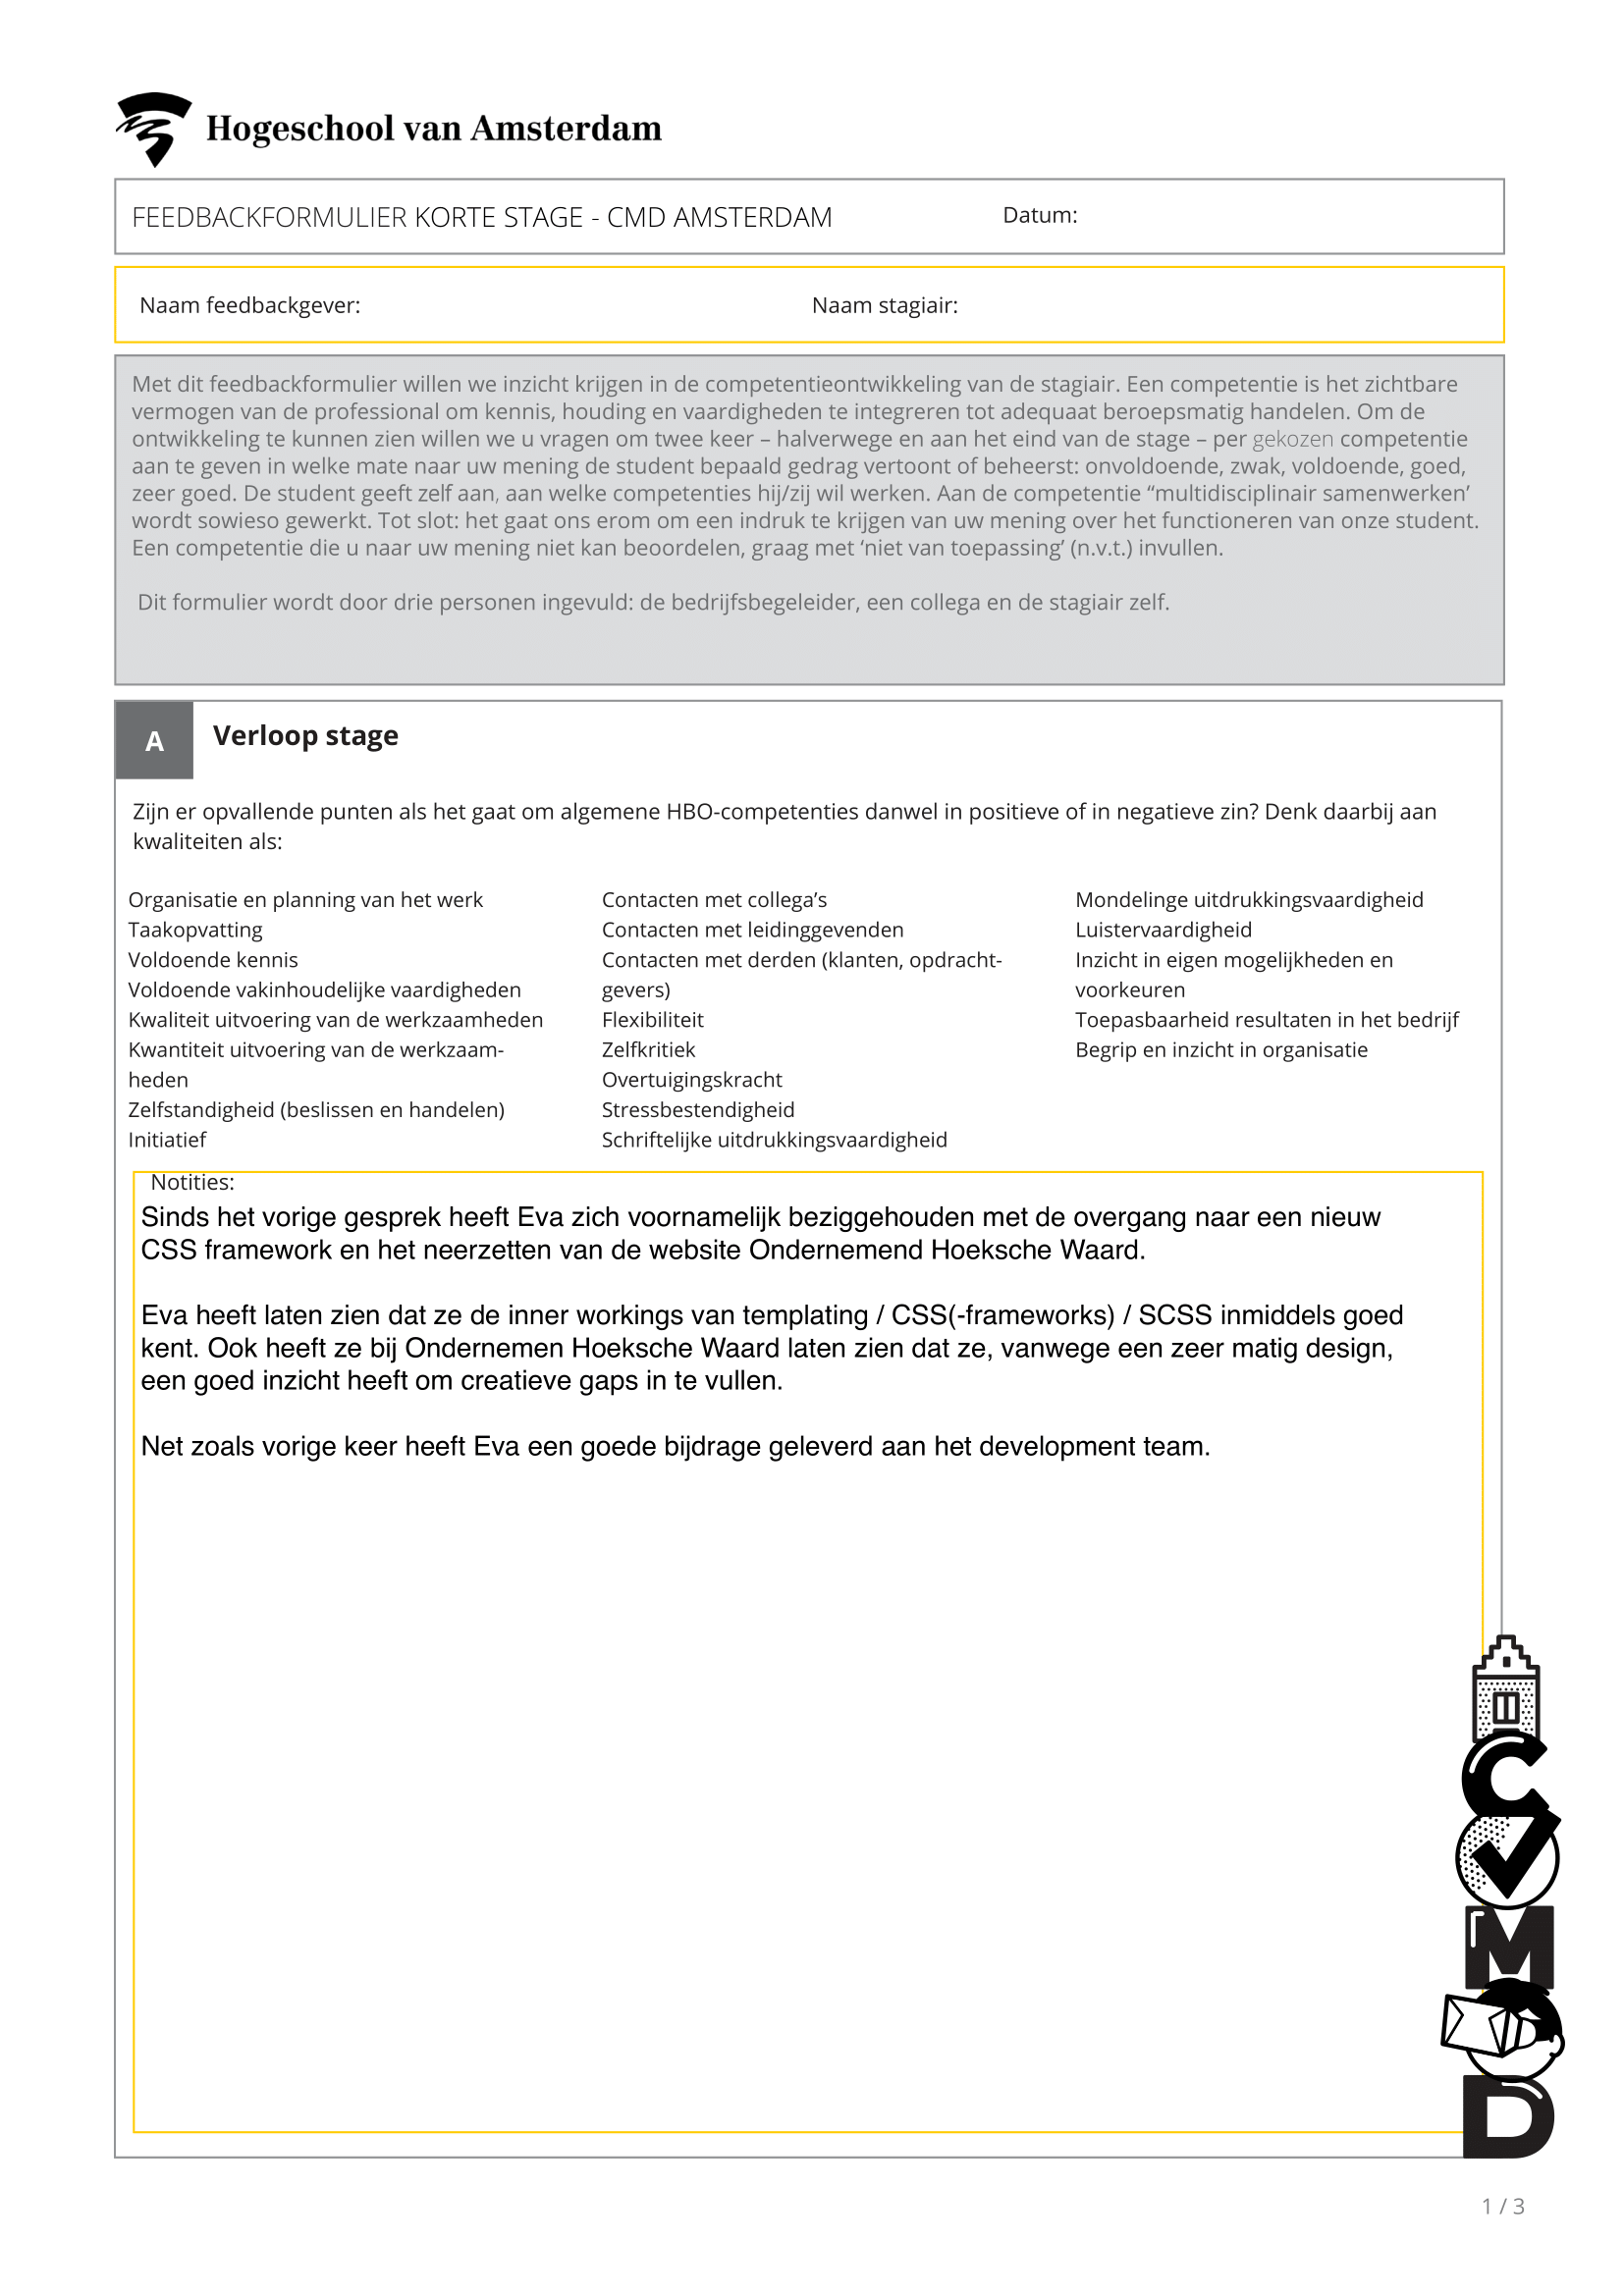 Hogeschool van Amsterdam
FEEDBACKFORMULIER KORTE STAGE - CMD AMSTERDAM
Datum:
Naam feedbackgever:
Naam stagiair:
Met dit feedbackformulier willen we inzicht krijgen in de competentieontwikkeling van de stagiair. Een competentie is het zichtbare
vermogen van de professional om kennis, houding en vaardigheden te integreren tot adequaat beroepsmatig handelen. Om de
ontwikkeling te kunnen zien willen we u vragen om twee keer – halverwege en aan het eind van de stage – per gekozen competentie
aan te geven in welke mate naar uw mening de student bepaald gedrag vertoont of beheerst: onvoldoende, zwak, voldoende, goed,
zeer goed. De student geeft zelf aan, aan welke competenties hij/zij wil werken. Aan de competentie “multidisciplinair samenwerken’
wordt sowieso gewerkt. Tot slot: het gaat ons erom om een indruk te krijgen van uw mening over het functioneren van onze student.
Een competentie die u naar uw mening niet kan beoordelen, graag met ‘niet van toepassing’ (n.v.t.) invullen.
Dit formulier wordt door drie personen ingevuld: de bedrijfsbegeleider, een collega en de stagiair zelf.
A
Verloop stage
Zijn er opvallende punten als het gaat om algemene HBO-competenties danwel in positieve of in negatieve zin? Denk daarbij aan
kwaliteiten als:
Organisatie en planning van het werk
Taakopvatting
Voldoende kennis
Voldoende vakinhoudelijke vaardigheden
Kwaliteit uitvoering van de werkzaamheden
Kwantiteit uitvoering van de werkzaam-
heden
Zelfstandigheid (beslissen en handelen)
Initiatief
Contacten met collega’s
Contacten met leidinggevenden
Contacten met derden (klanten, opdracht-
gevers)
Flexibiliteit
Zelfkritiek
Overtuigingskracht
Stressbestendigheid
Schriftelijke uitdrukkingsvaardigheid
Mondelinge uitdrukkingsvaardigheid
Luistervaardigheid
Inzicht in eigen mogelijkheden en
voorkeuren
Toepasbaarheid resultaten in het bedrijf
Begrip en inzicht in organisatie
Notities:
Sinds het vorige gesprek heeft Eva zich voornamelijk beziggehouden met de overgang naar een nieuw
CSS framework en het neerzetten van de website Ondernemend Hoeksche Waard.
Eva heeft laten zien dat ze de inner workings van templating / CSS(-frameworks) / SCSS inmiddels goed
kent. Ook heeft ze bij Ondernemen Hoeksche Waard laten zien dat ze, vanwege een zeer matig design,
een goed inzicht heeft om creatieve gaps in te vullen.
Net zoals vorige keer heeft Eva een goede bijdrage geleverd aan het development team.
C
M
D
1 / 3